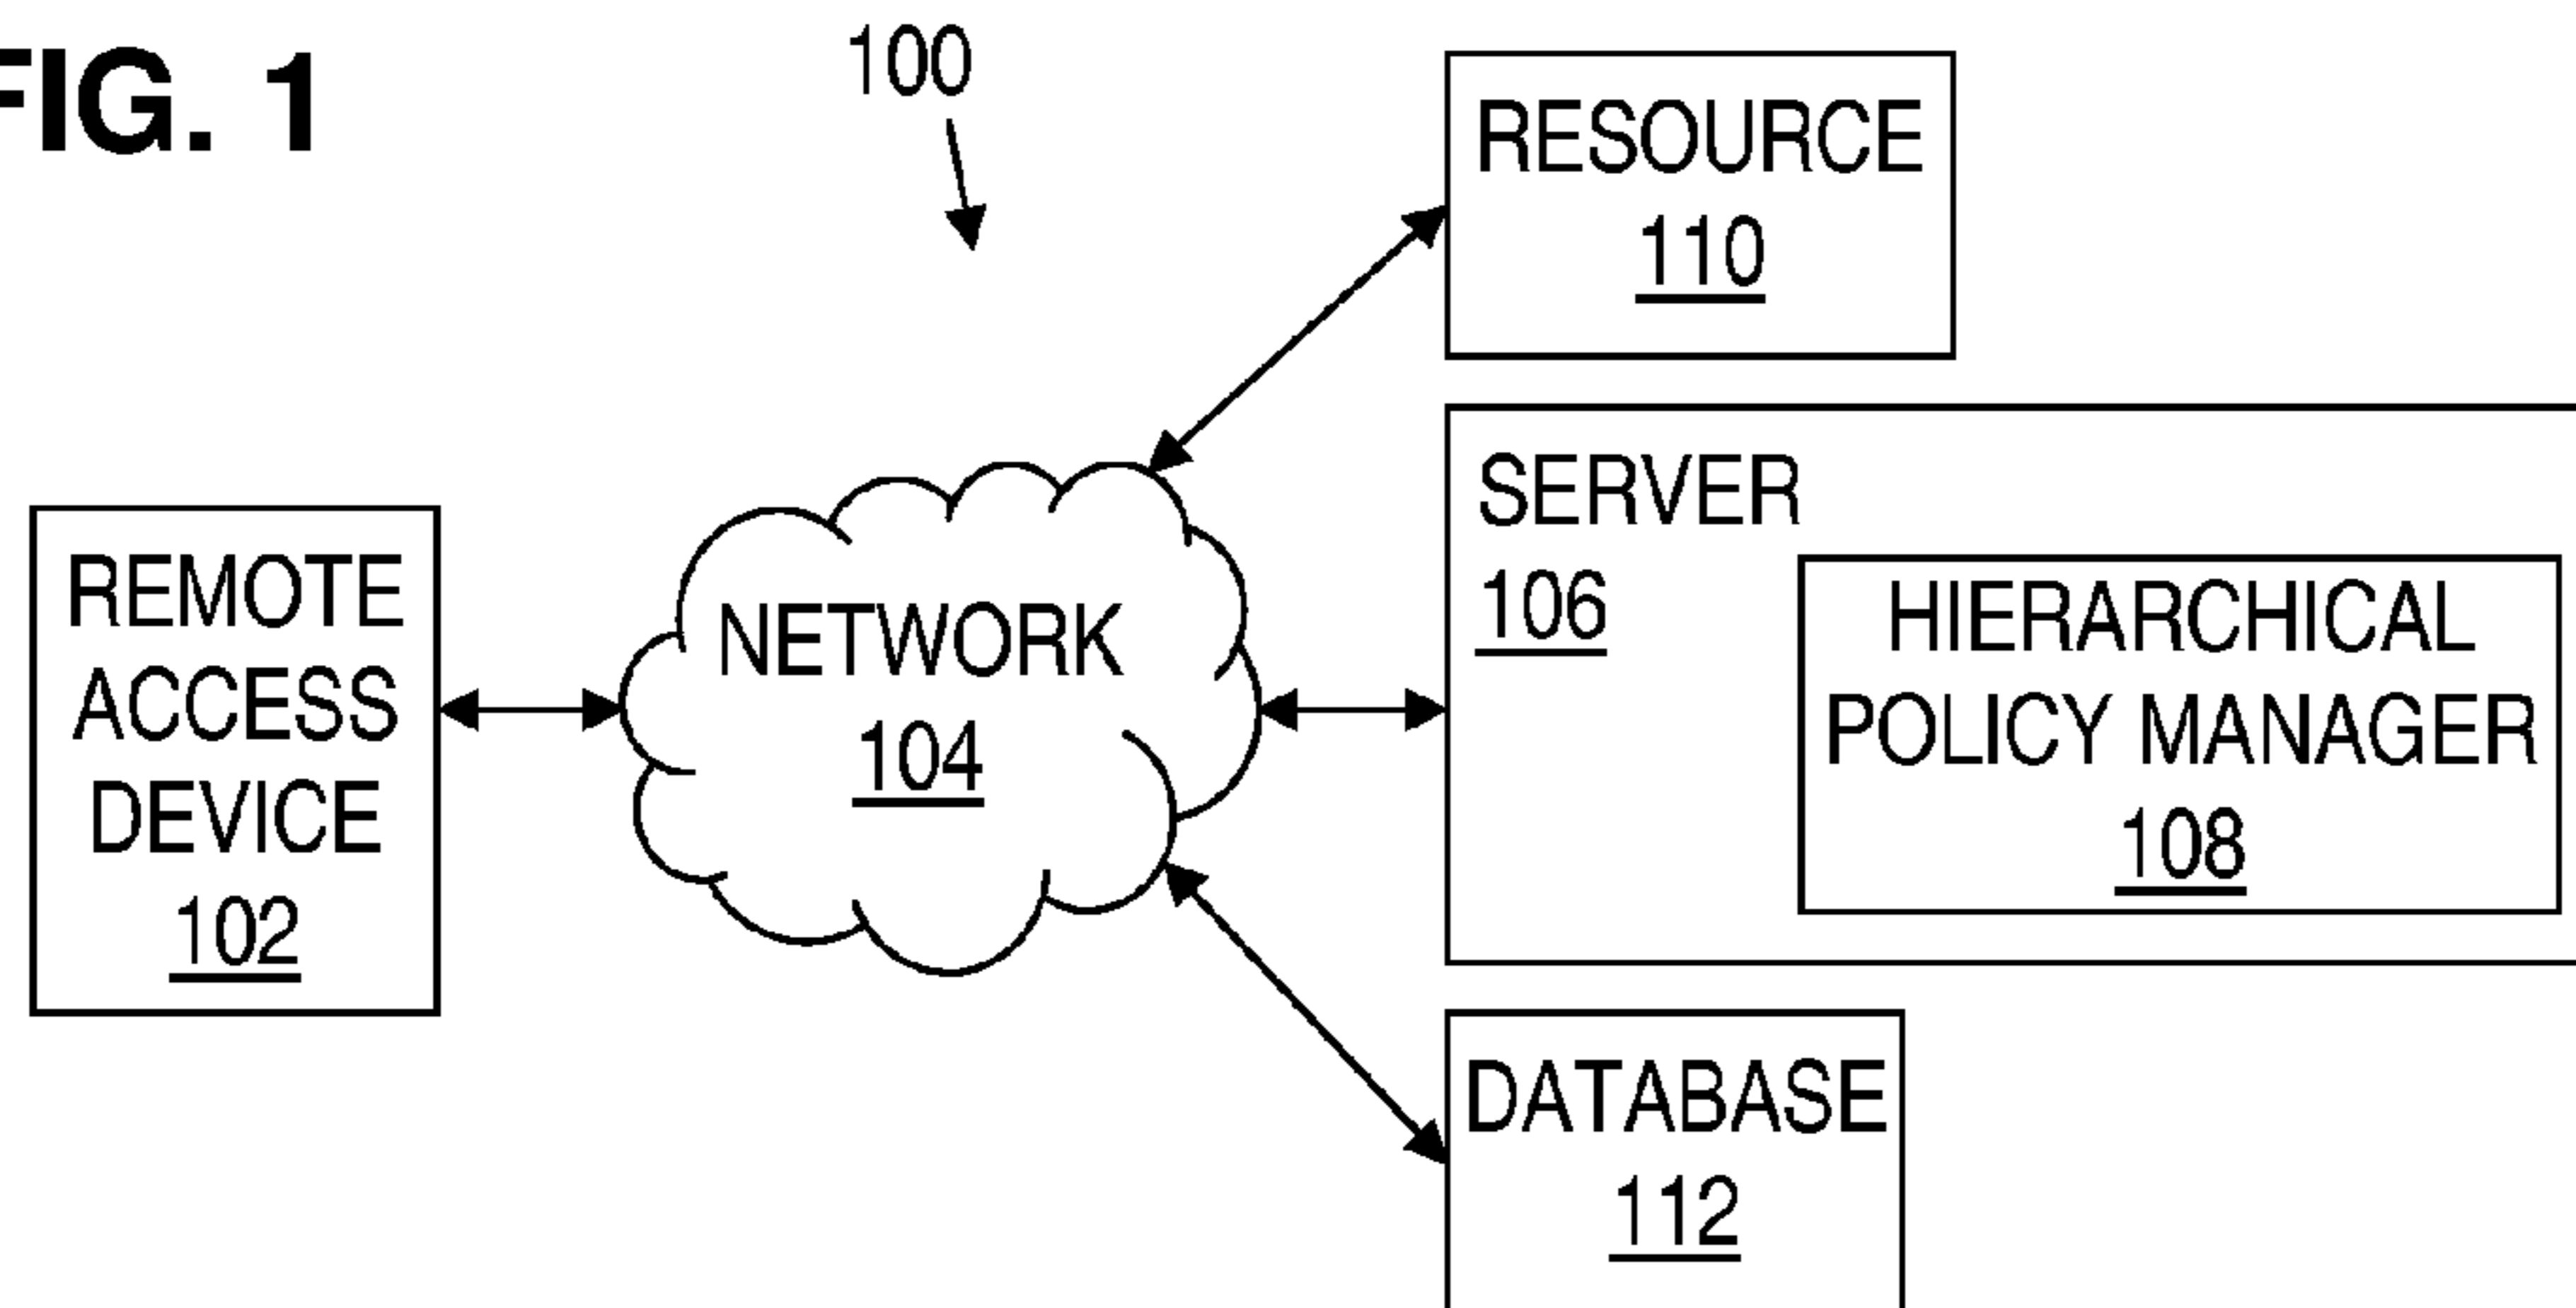 FIG. 1
100
RESOURCE
110
SERVER
106
HIERARCHICAL
POLICY MANAGER
108
REMOTE
ACCESS
DEVICE
102
NETWORK
104
DATABASE
112